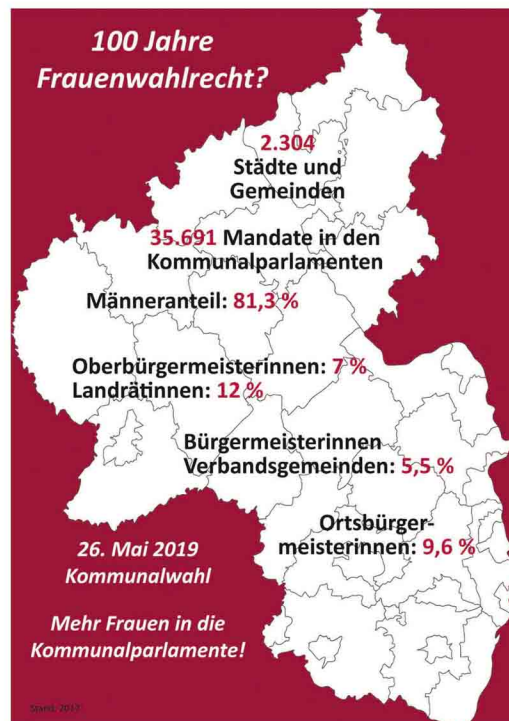 100 Jahre
Frauenwahlrecht?
2.304
Städte und
Gemeinden
35.691 Mandate in den
Kommunalparlamenten
Männeranteil: 81,3 %
Oberbürgermeisterinnen: 7 %
Landrätinnen: 12 %
Bürgermeisterinnen
Verbandsgemeinden: 5,5 %
Ortsbürger-
meisterinnen: 9,6 %
26. Mai 2019
Kommunalwahl
Mehr Frauen in die
Kommunalparlamente!
Stand: 2017